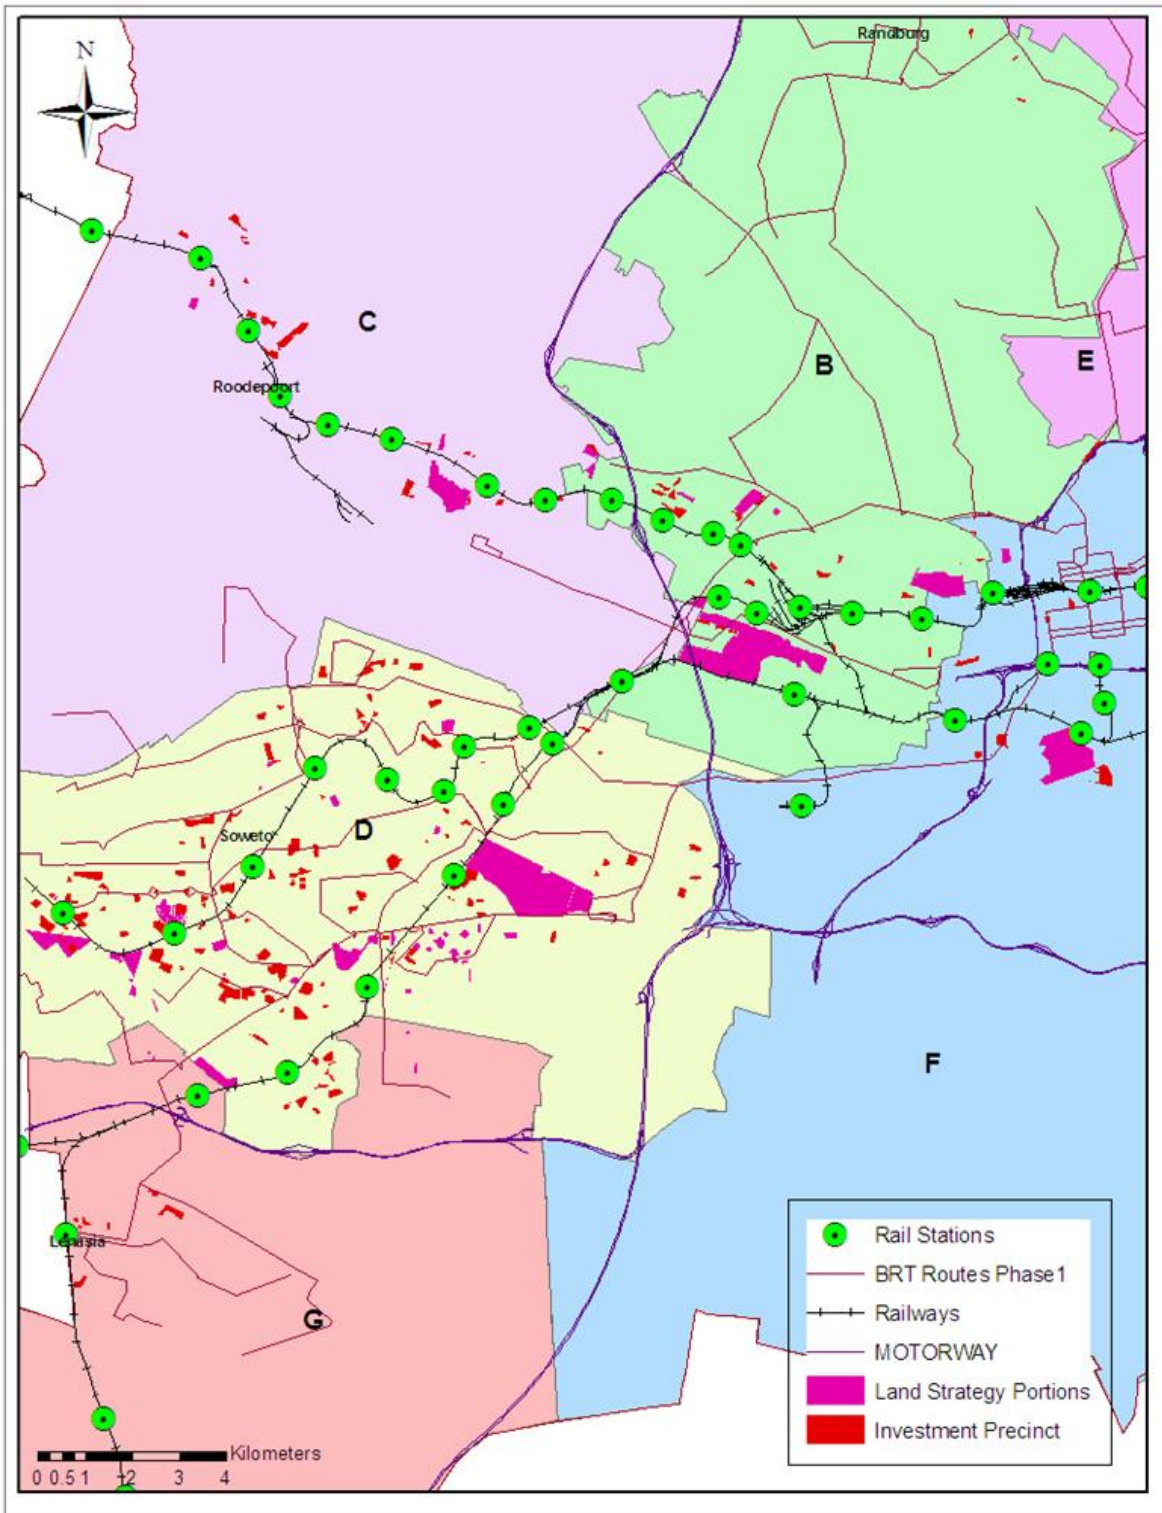 Randburg
N
C
B
E
Roodepoort
D
Soweto
F
Lenasia
G
Rail Stations
BRT Routes Phase1
Railways
MOTORWAY
Land Strategy Portions
Investment Precinct
Kilometers
0 0.5 1 2 3 4